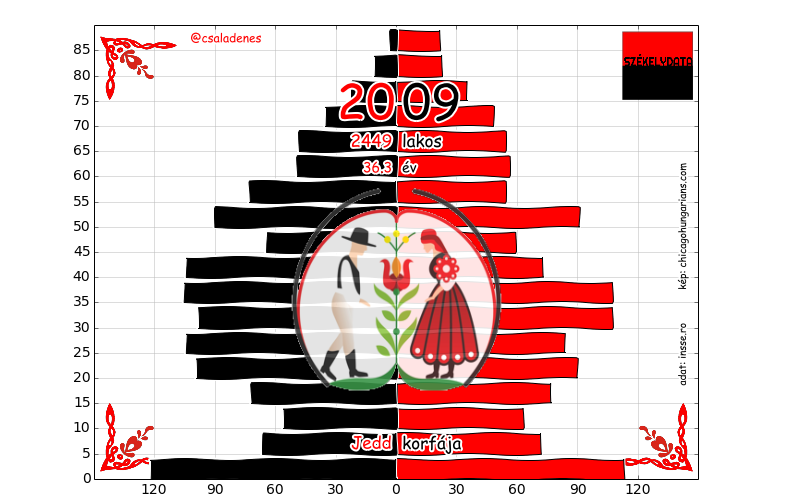 @csaladenes
SZÉKELYDATA
2009
2449 lakos
36.3 év
kép: chicagohungarians.com
adat: insse.ro
Jedd korfája
85
80
75
70
65
60
55
50
45
40
35
30
25
20
15
10
5
0
120 90 60 30 0 30 60 90 120